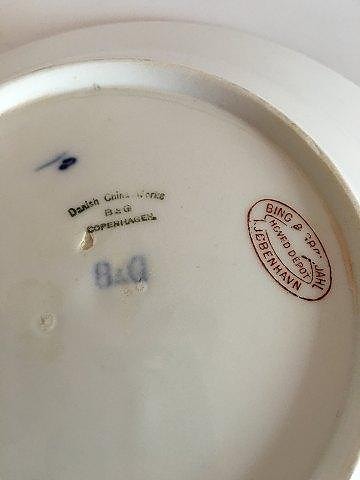 Danish China Works
B&G
COPENHAGEN.
B&G
BING & GRØNDAHL
HOVED DEPOT
KJØBENHAVN